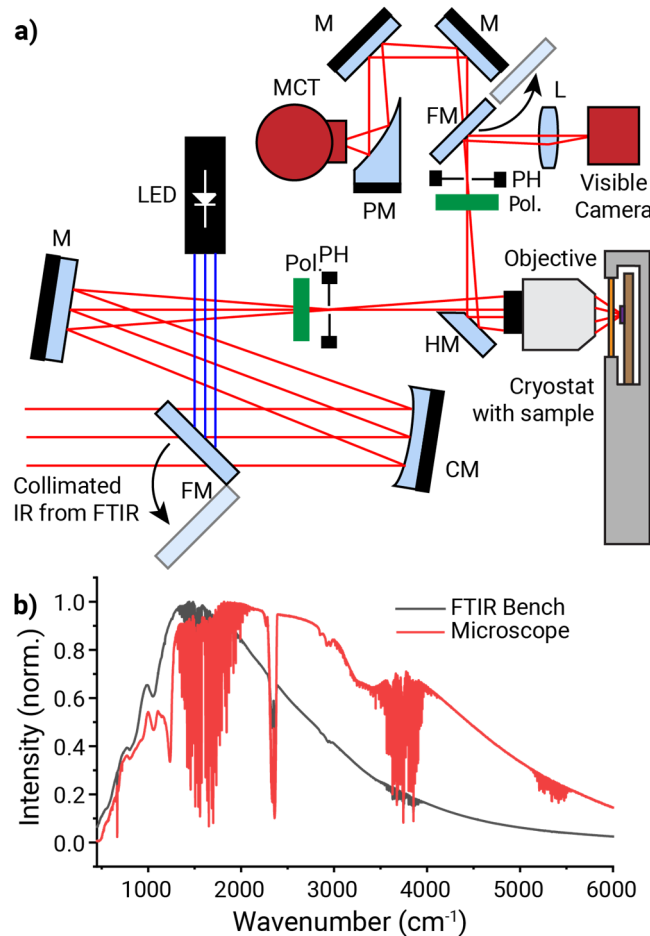 a)
M
M
MCT
FM
L
LED
PM
PH
Pol.
Visible
Camera
M
Pol.
PH
Objective
HM
Cryostat
with sample
CM
FM
Collimated
IR from FTIR
b)
FTIR Bench
Microscope
Intensity (norm.)
1.0
0.8
0.6
0.4
0.2
0.0
1000 2000 3000 4000 5000 6000
Wavenumber (cm⁻¹)